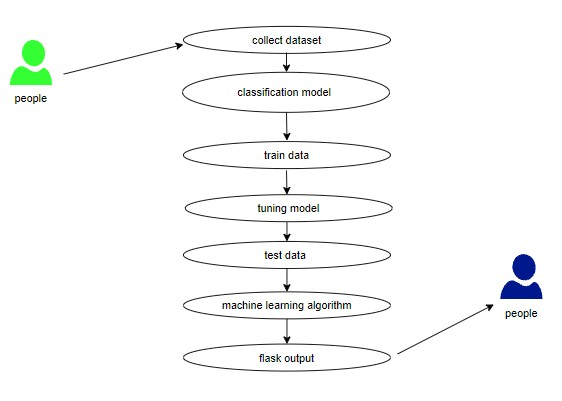 collect dataset
people
classification model
train data
tuning model
test data
machine learning algorithm
people
flask output